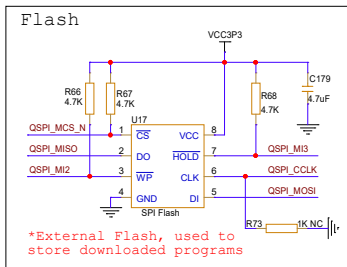 Flash
VCC3P3
R66
4.7K
R67
4.7K
R68
4.7K
C179
4.7uF
U17
QSPI_MCS_N
1
CS
VCC
8
QSPI_MISO
2
DO
HOLD
7
QSPI_MI3
QSPI_MI2
3
WP
CLK
6
QSPI_CCLK
4
GND
DI
5
QSPI_MOSI
SPI Flash
R73
1K NC
*External Flash, used to
store downloaded programs